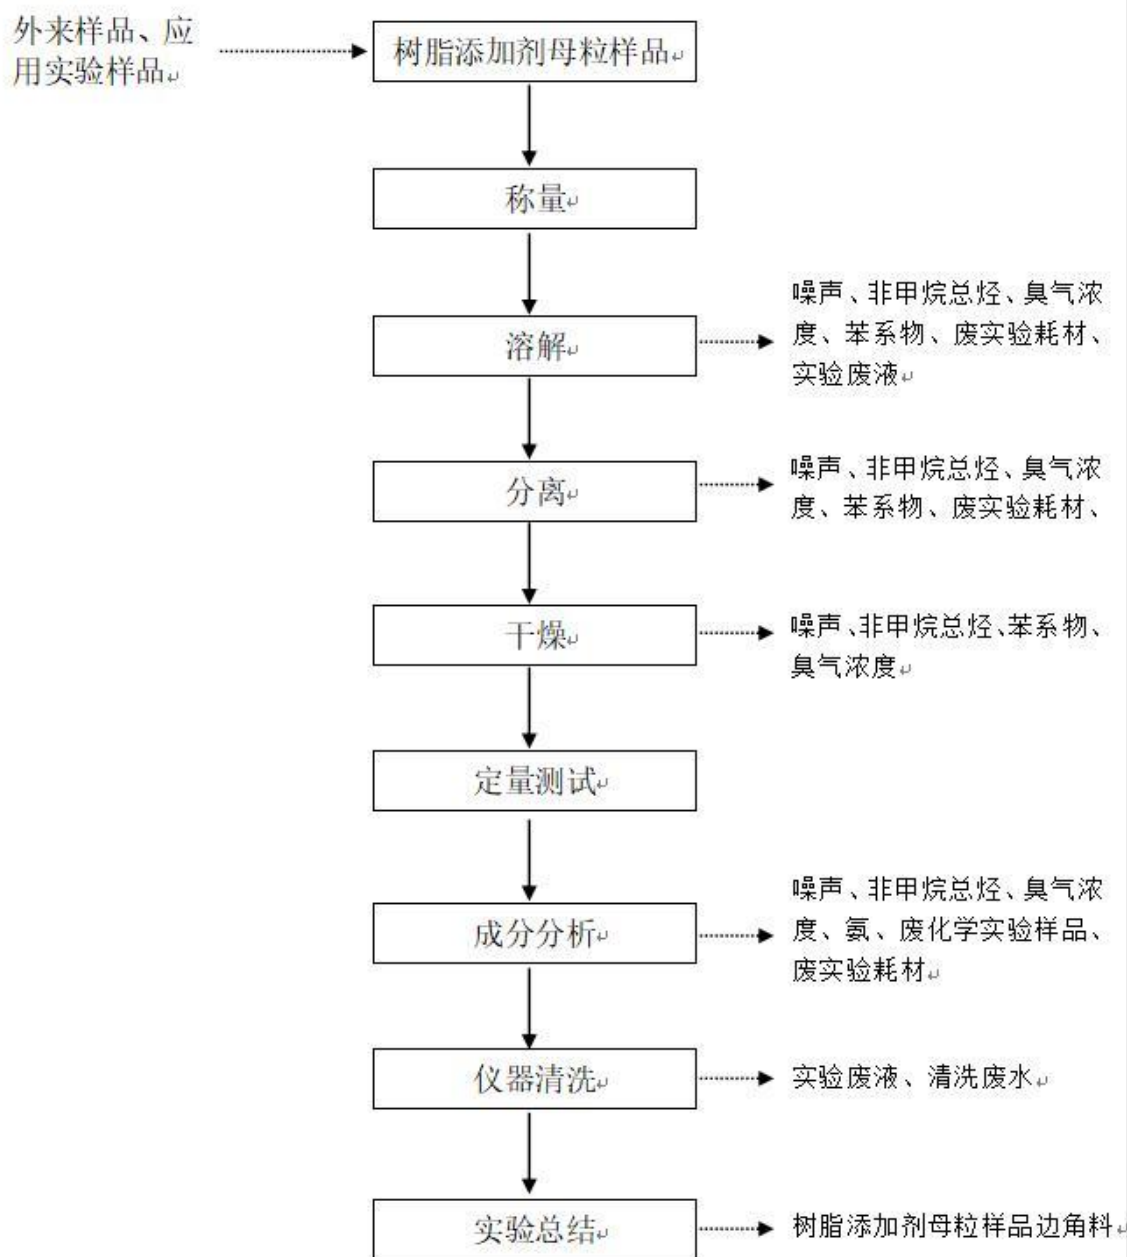 外来样品、应
用实验样品
树脂添加剂母粒样品
称量
溶解
噪声、非甲烷总烃、臭气浓
度、苯系物、废实验耗材、
实验废液
分离
噪声、非甲烷总烃、臭气浓
度、苯系物、废实验耗材、
干燥
噪声、非甲烷总烃、苯系物、
臭气浓度
定量测试
成分分析
噪声、非甲烷总烃、臭气浓
度、氨、废化学实验样品、
废实验耗材
仪器清洗
实验废液、清洗废水
实验总结
树脂添加剂母粒样品边角料